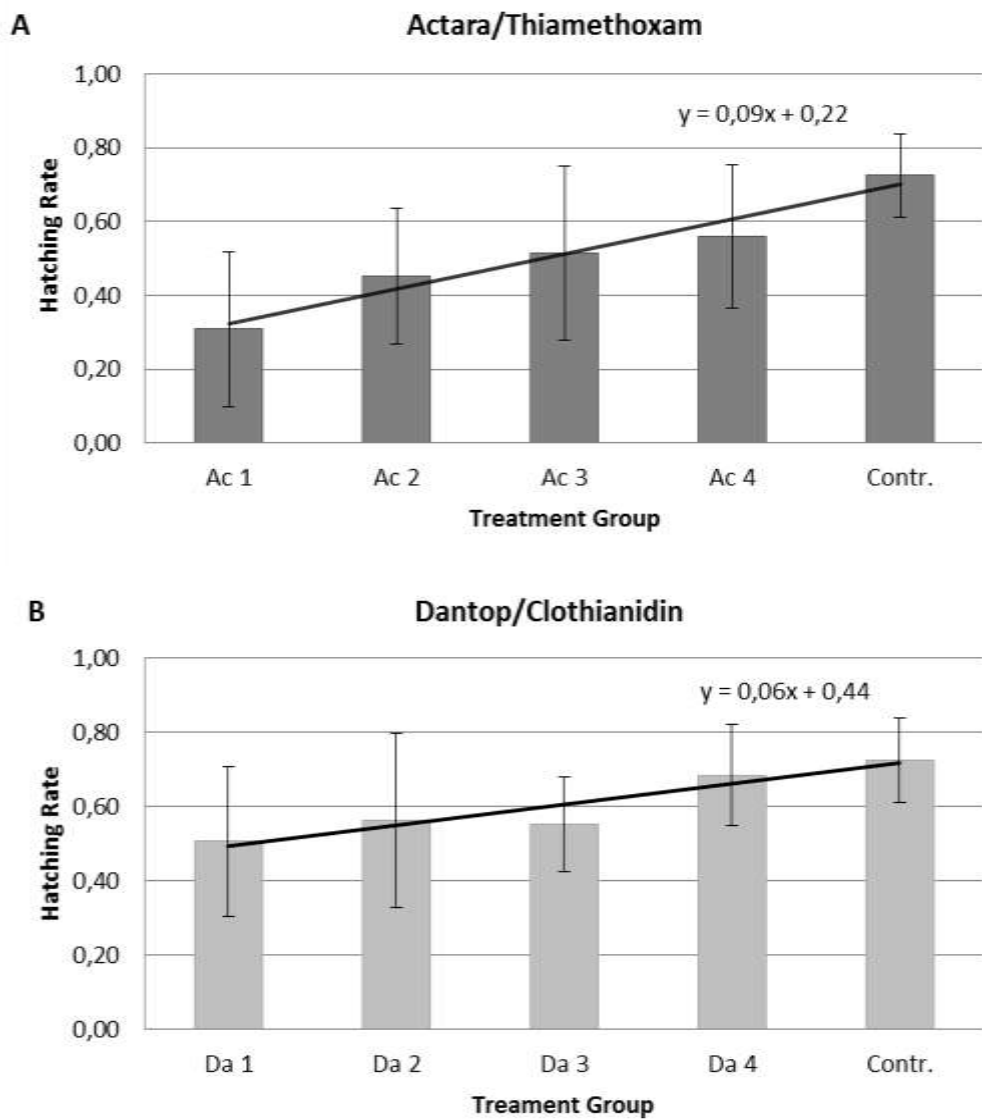 A
Actara/Thiamethoxam
1,00
0,80
0,60
0,40
0,20
0,00
Hatching Rate
y = 0,09x + 0,22
Ac 1 Ac 2 Ac 3 Ac 4 Contr.
Treatment Group
B
Dantop/Clothianidin
1,00
0,80
0,60
0,40
0,20
0,00
Hatching Rate
y = 0,06x + 0,44
Da 1 Da 2 Da 3 Da 4 Contr.
Treament Group